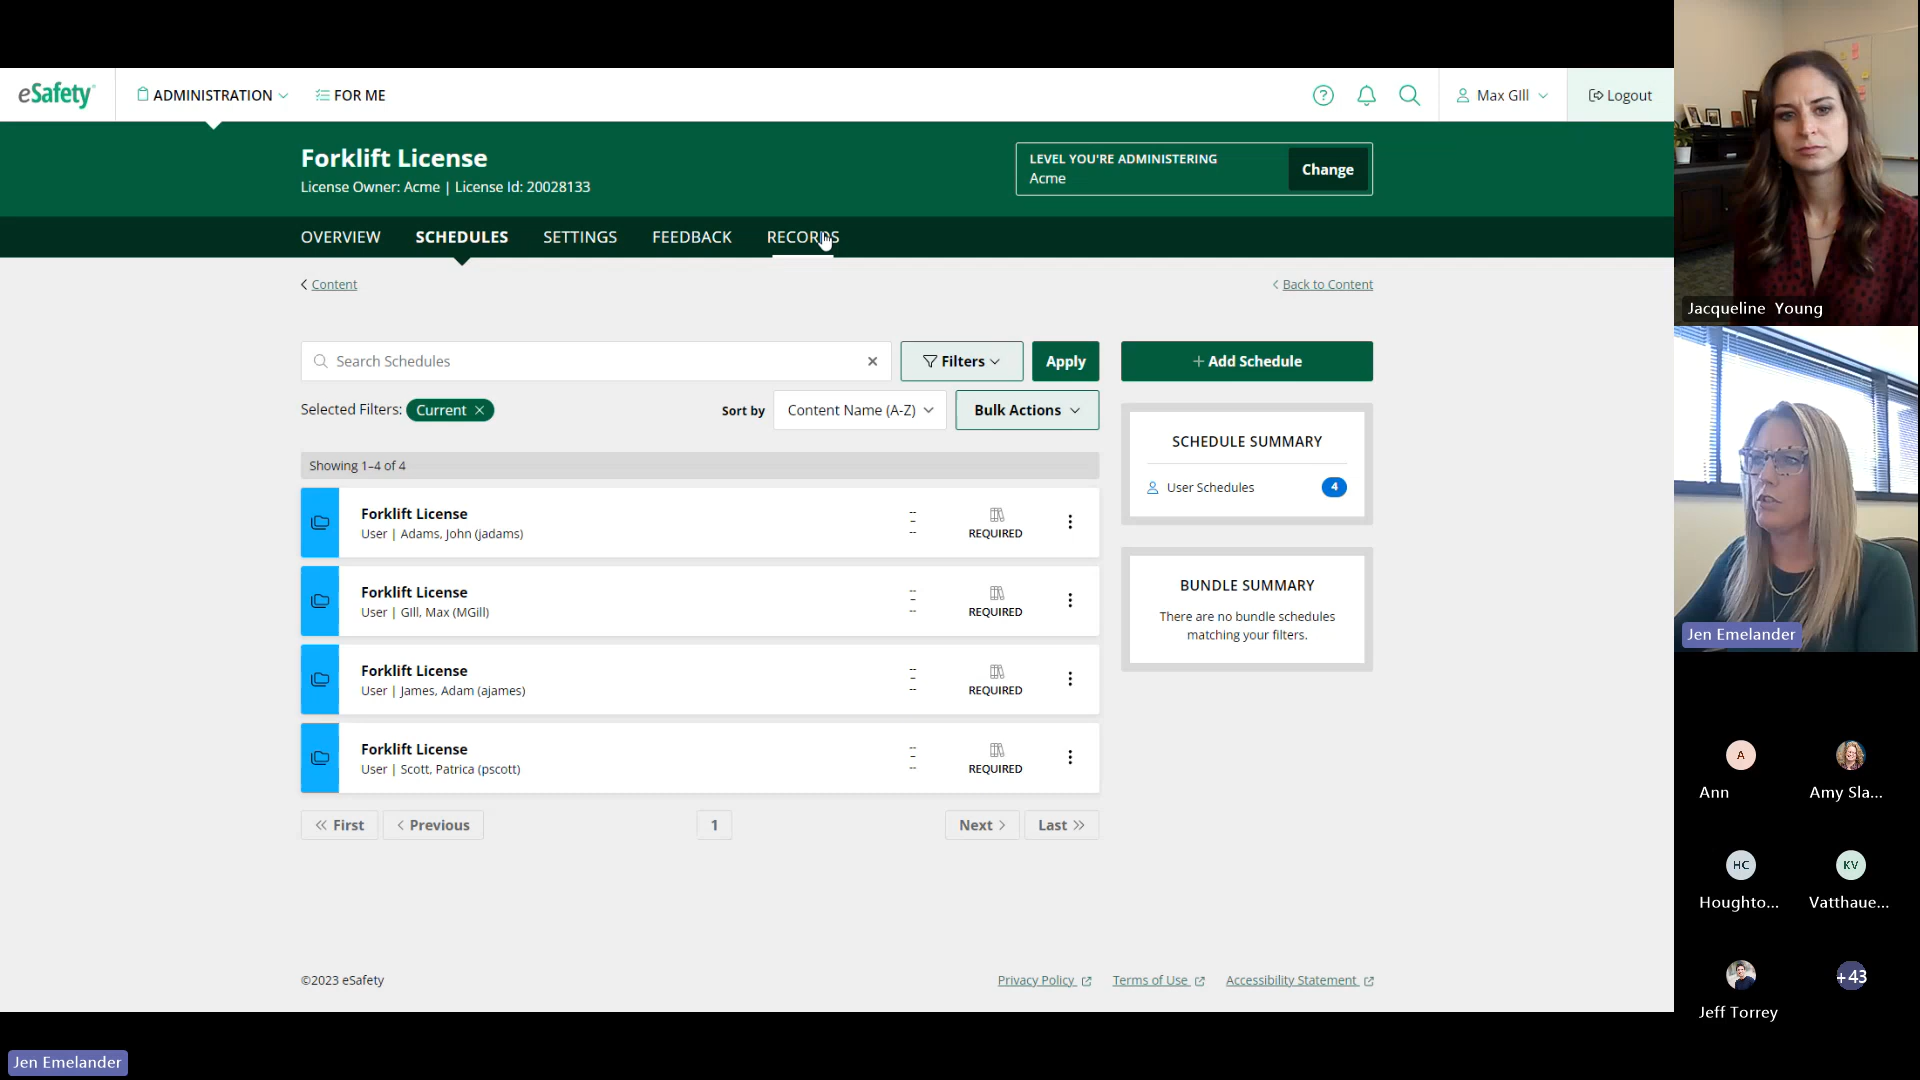 eSafety
ADMINISTRATION
FOR ME
Max GIll
Logout
Forklift License
License Owner: Acme | License Id: 20028133
LEVEL YOU'RE ADMINISTERING
Acme
Change
OVERVIEW
SCHEDULES
SETTINGS
FEEDBACK
RECORDS
Content
Back to Content
Search Schedules
Filters
Apply
+ Add Schedule
Selected Filters:
Current
Sort by
Content Name (A-Z)
Bulk Actions
Showing 1–4 of 4
Forklift License
User | Adams, John (jadams)
REQUIRED
Forklift License
User | GIll, Max (MGill)
REQUIRED
Forklift License
User | James, Adam (ajames)
REQUIRED
Forklift License
User | Scott, Patrica (pscott)
REQUIRED
First
Previous
1
Next
Last
SCHEDULE SUMMARY
User Schedules
4
BUNDLE SUMMARY
There are no bundle schedules
matching your filters.
©2023 eSafety
Privacy Policy
Terms of Use
Accessibility Statement
Jacqueline Young
Jen Emelander
A
Ann
Amy Sla...
HC
Houghto...
KV
Vatthaue...
Jeff Torrey
+43
Jen Emelander